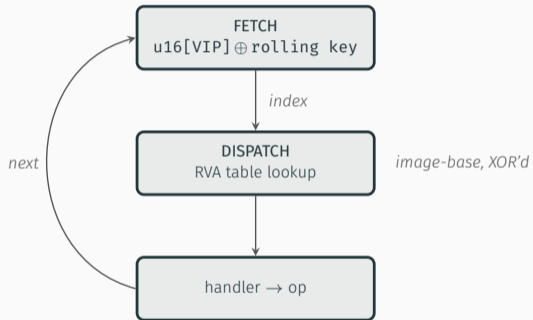 FETCH
u16[VIP] ⊕ rolling key
index
DISPATCH
RVA table lookup
image-base, XOR’d
next
handler → op